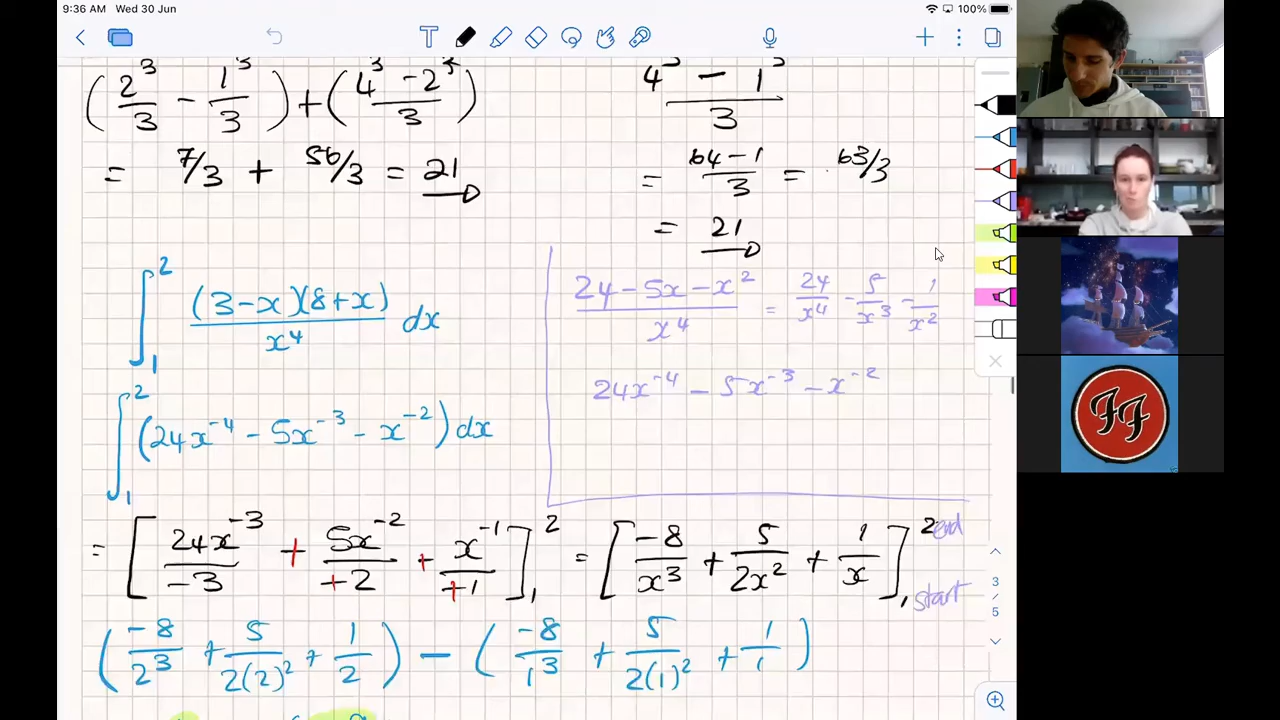 9:36 AM Wed 30 Jun
100%
T
(2³/3 − 1³/3) + (4³ − 2³/3)
= 7/3 + 56/3 = 21
4³ − 1³/3
= 64 − 1/3 = 63/3
= 21
∫₁² (3−x)(8+x)/x⁴ dx
24 − 5x − x²/x⁴ = 24/x⁴ − 5/x³ − 1/x²
24x⁻⁴ − 5x⁻³ − x⁻²
∫₁² (24x⁻⁴ − 5x⁻³ − x⁻²) dx
= [24x⁻³/−3 + 5x⁻²/+2 + x⁻¹/+1]₁² = [−8/x³ + 5/2x² + 1/x]₁² end start
(−8/2³ + 5/2(2)² + 1/2) − (−8/1³ + 5/2(1)² + 1/1)
3/5
FF